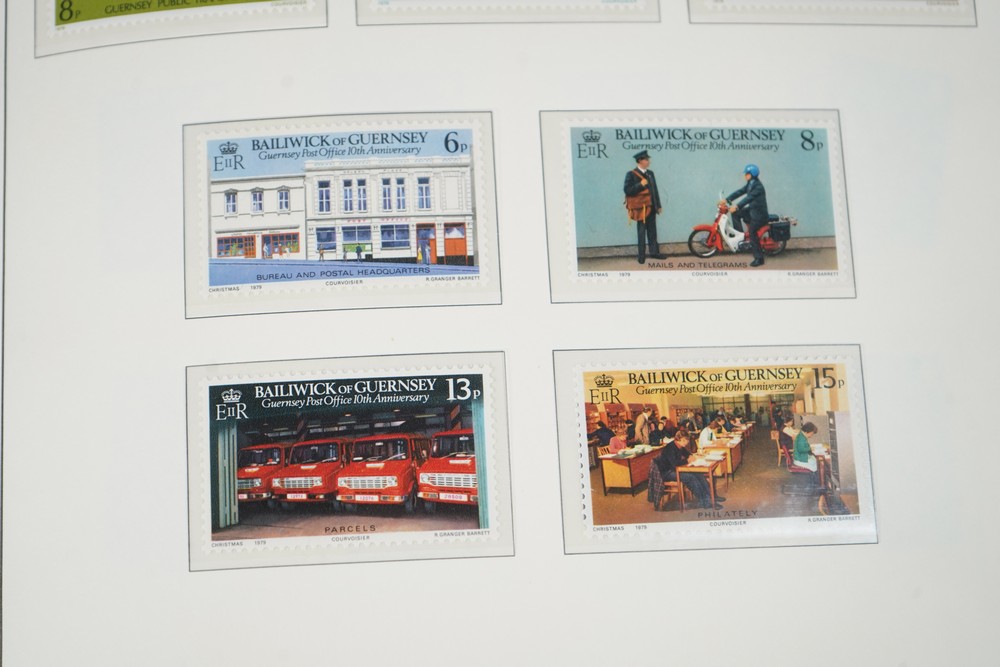 8p GUERNSEY PUBLIC
BAILIWICK OF GUERNSEY 6p
EIIR Guernsey Post Office 10th Anniversary
BUREAU AND POSTAL HEADQUARTERS
CHRISTMAS 1979 COURVOISIER R. GRANGER BARRETT
BAILIWICK OF GUERNSEY 8p
EIIR Guernsey Post Office 10th Anniversary
MAILS AND TELEGRAMS
CHRISTMAS 1979 COURVOISIER R. GRANGER BARRETT
BAILIWICK OF GUERNSEY 13p
EIIR Guernsey Post Office 10th Anniversary
PARCELS
CHRISTMAS 1979 COURVOISIER R. GRANGER BARRETT
BAILIWICK OF GUERNSEY 15p
EIIR Guernsey Post Office 10th Anniversary
PHILATELY
CHRISTMAS 1979 COURVOISIER R. GRANGER BARRETT